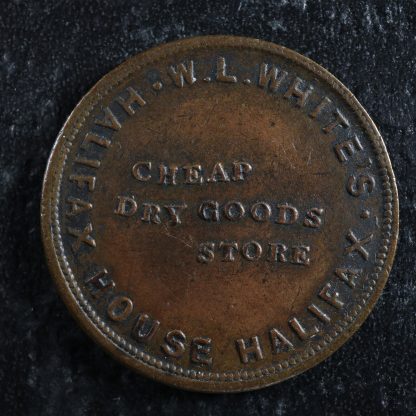 · W. L. WHITE'S ·
HALIFAX HOUSE HALIFAX
CHEAP
DRY GOODS
STORE